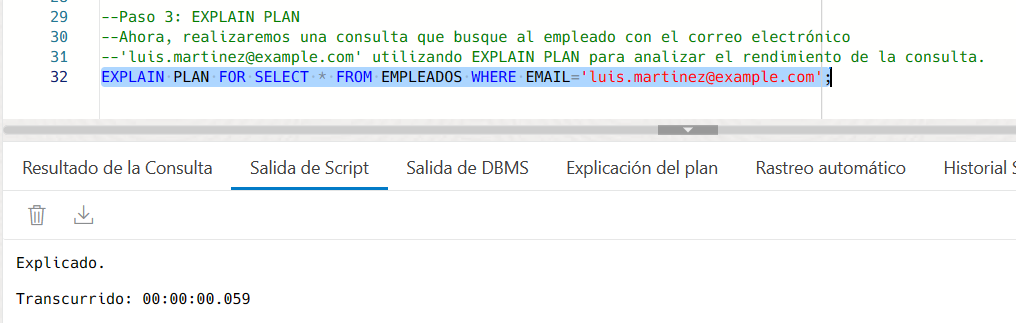 29 --Paso 3: EXPLAIN PLAN
30 --Ahora, realizaremos una consulta que busque al empleado con el correo electrónico
31 --'luis.martinez@example.com' utilizando EXPLAIN PLAN para analizar el rendimiento de la consulta.
32 EXPLAIN PLAN FOR SELECT * FROM EMPLEADOS WHERE EMAIL='luis.martinez@example.com';
Resultado de la Consulta Salida de Script Salida de DBMS Explicación del plan Rastreo automático Historial S
Explicado.
Transcurrido: 00:00:00.059